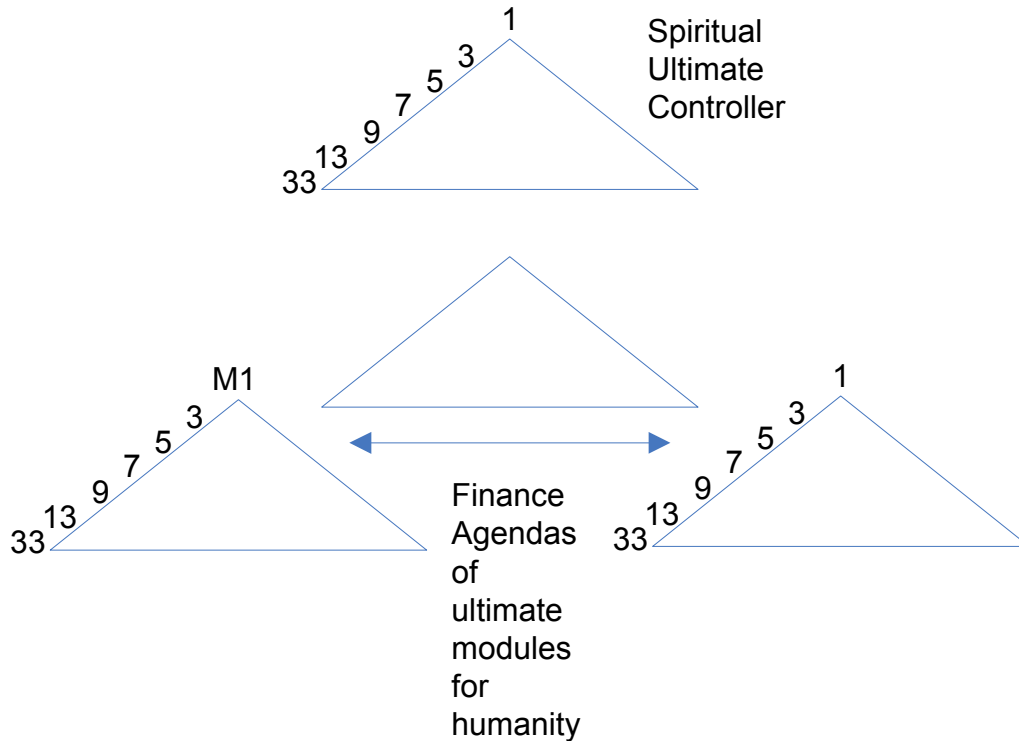 1
3
5
7
9
13
33
Spiritual
Ultimate
Controller
M1
3
5
7
9
13
33
1
3
5
7
9
13
33
Finance
Agendas
of
ultimate
modules
for
humanity